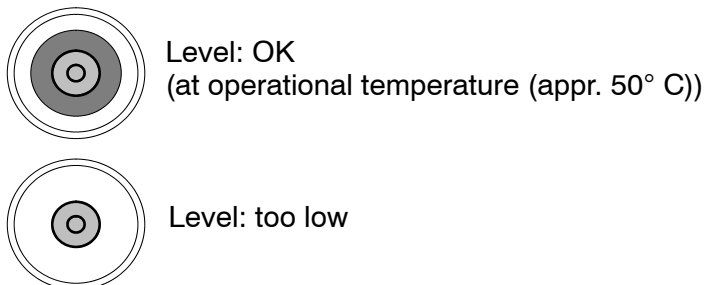 Level: OK
(at operational temperature (appr. 50° C))
Level: too low